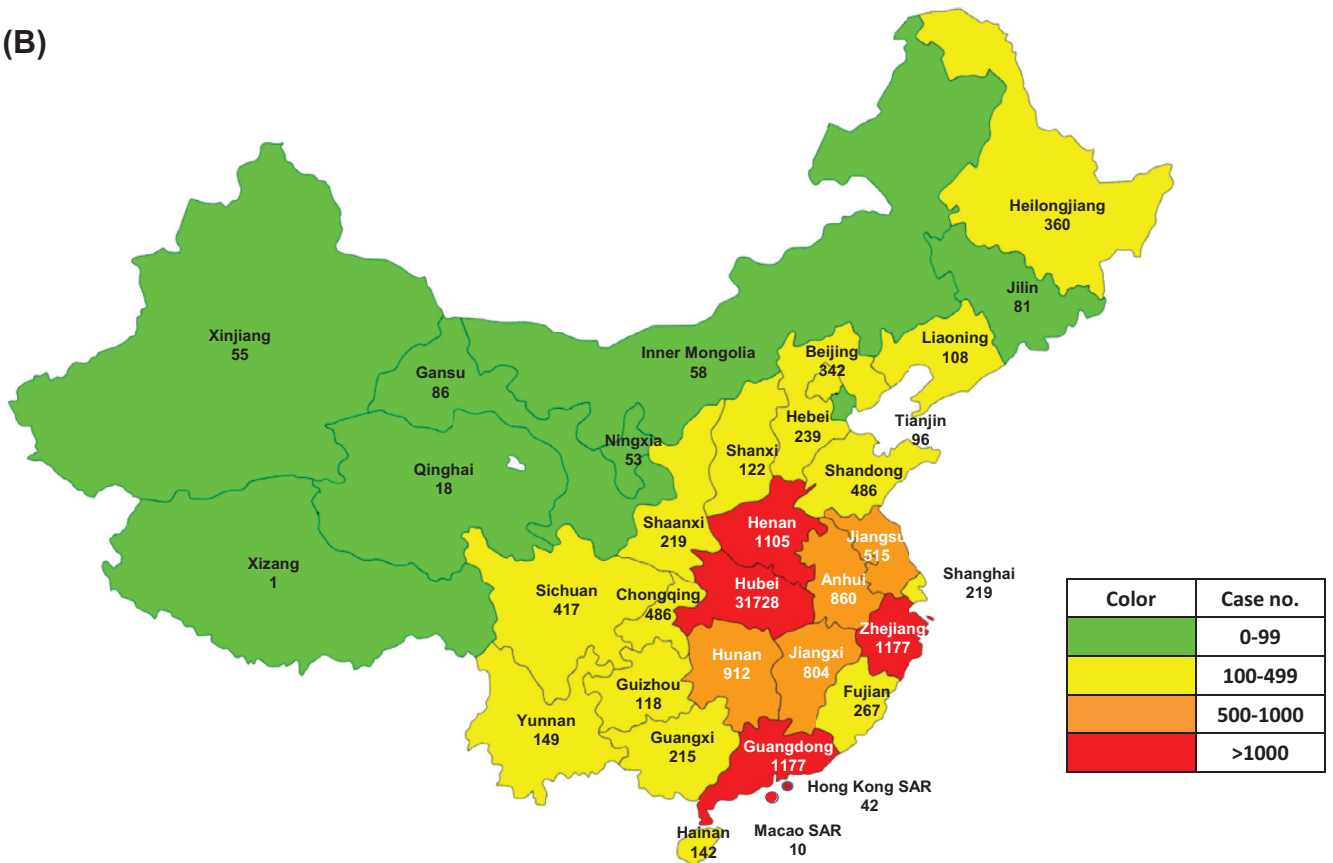 (B)
Heilongjiang
360
Jilin
81
Liaoning
108
Xinjiang
55
Gansu
86
Inner Mongolia
58
Beijing
342
Hebei
239
Tianjin
96
Ningxia
53
Shanxi
122
Shandong
486
Qinghai
18
Shaanxi
219
Henan
1105
Jiangsu
515
Xizang
1
Sichuan
417
Chongqing
486
Hubei
31728
Anhui
860
Shanghai
219
Zhejiang
1177
Hunan
912
Jiangxi
804
Guizhou
118
Fujian
267
Yunnan
149
Guangxi
215
Guangdong
1177
Hong Kong SAR
42
Macao SAR
10
Hainan
142
Color Case no.
0-99
100-499
500-1000
>1000